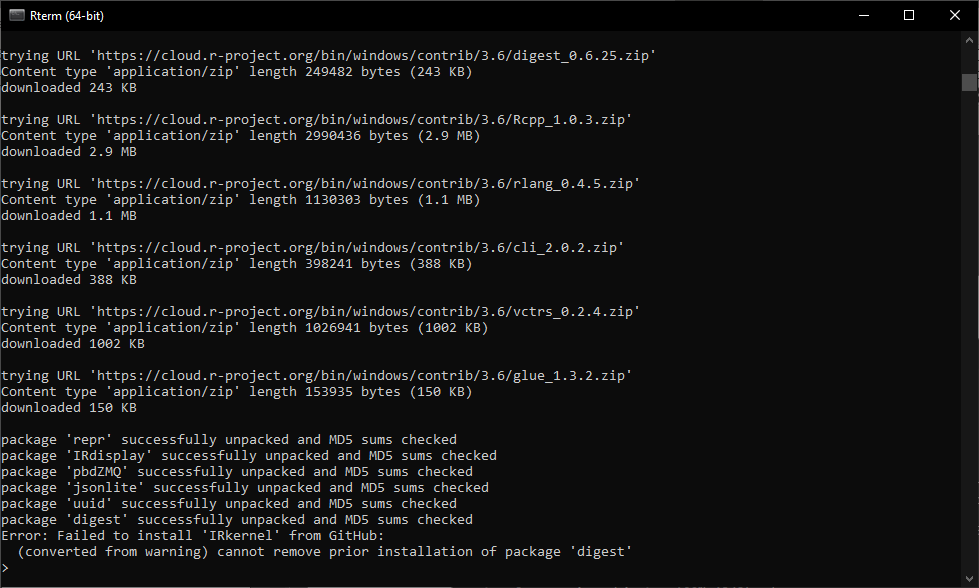 Rterm (64-bit)
trying URL 'https://cloud.r-project.org/bin/windows/contrib/3.6/digest_0.6.25.zip'
Content type 'application/zip' length 249482 bytes (243 KB)
downloaded 243 KB
trying URL 'https://cloud.r-project.org/bin/windows/contrib/3.6/Rcpp_1.0.3.zip'
Content type 'application/zip' length 2990436 bytes (2.9 MB)
downloaded 2.9 MB
trying URL 'https://cloud.r-project.org/bin/windows/contrib/3.6/rlang_0.4.5.zip'
Content type 'application/zip' length 1130303 bytes (1.1 MB)
downloaded 1.1 MB
trying URL 'https://cloud.r-project.org/bin/windows/contrib/3.6/cli_2.0.2.zip'
Content type 'application/zip' length 398241 bytes (388 KB)
downloaded 388 KB
trying URL 'https://cloud.r-project.org/bin/windows/contrib/3.6/vctrs_0.2.4.zip'
Content type 'application/zip' length 1026941 bytes (1002 KB)
downloaded 1002 KB
trying URL 'https://cloud.r-project.org/bin/windows/contrib/3.6/glue_1.3.2.zip'
Content type 'application/zip' length 153935 bytes (150 KB)
downloaded 150 KB
package 'repr' successfully unpacked and MD5 sums checked
package 'IRdisplay' successfully unpacked and MD5 sums checked
package 'pbdZMQ' successfully unpacked and MD5 sums checked
package 'jsonlite' successfully unpacked and MD5 sums checked
package 'uuid' successfully unpacked and MD5 sums checked
package 'digest' successfully unpacked and MD5 sums checked
Error: Failed to install 'IRkernel' from GitHub:
(converted from warning) cannot remove prior installation of package 'digest'
>